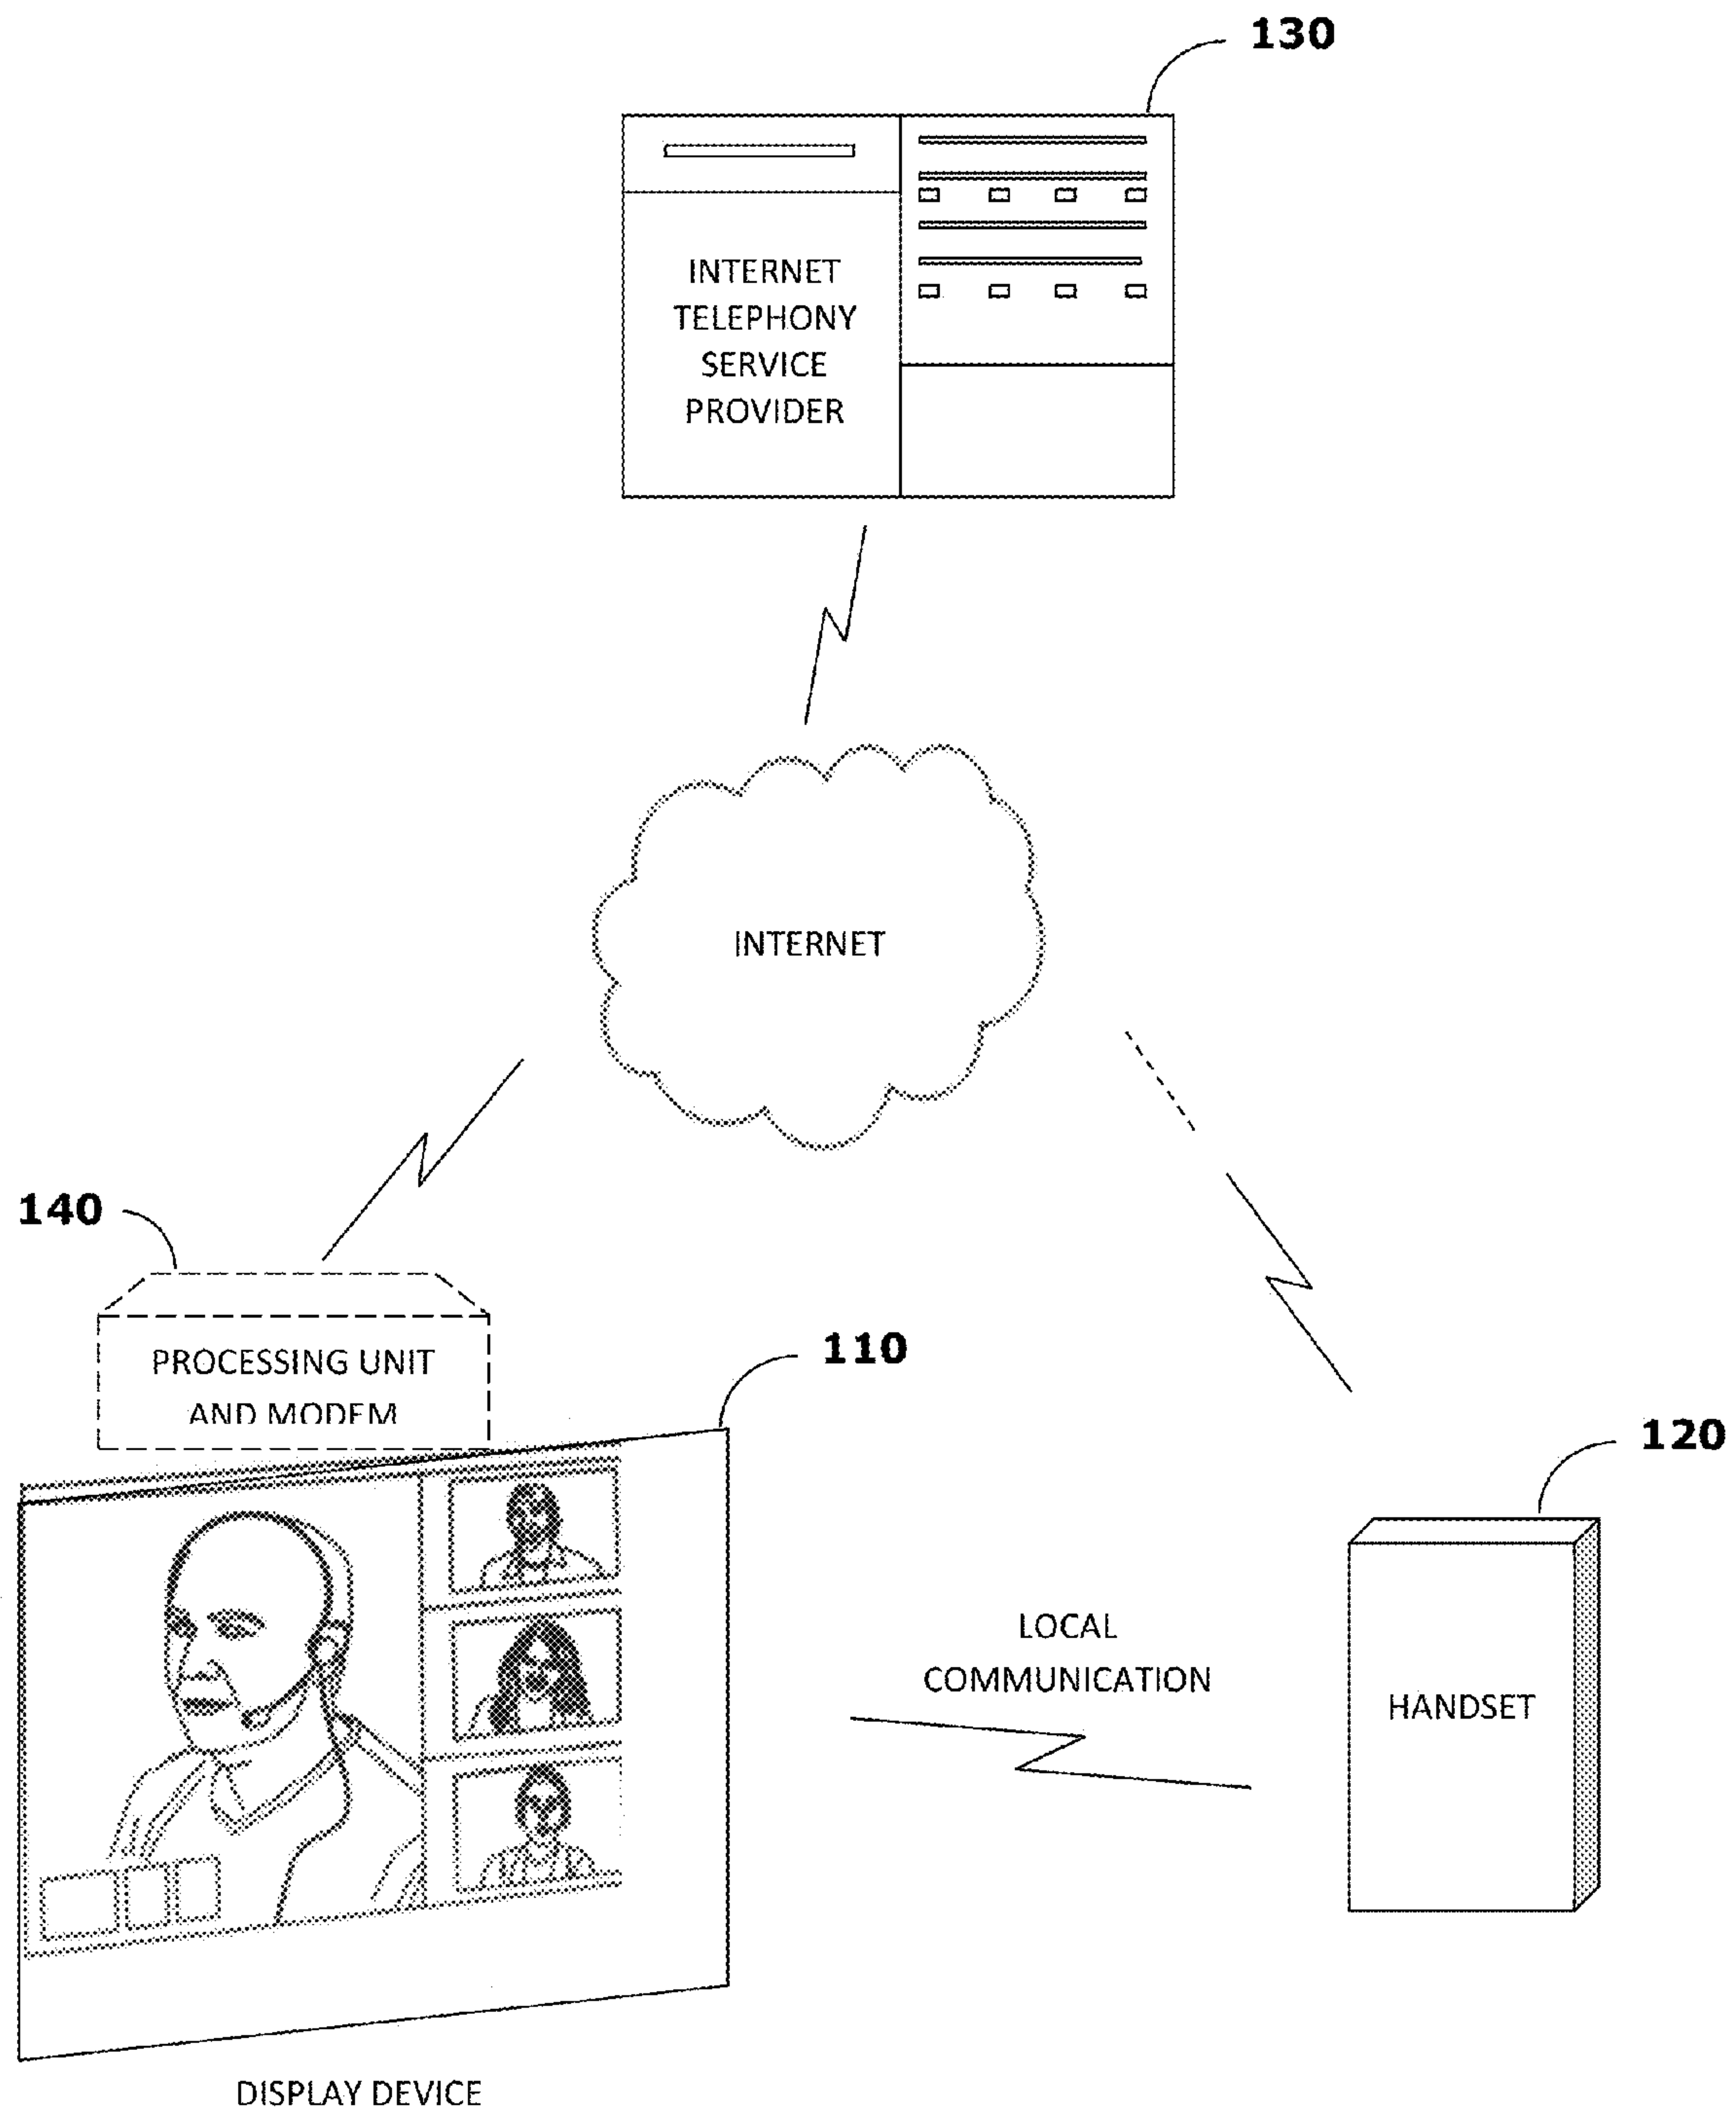 130
INTERNET
TELEPHONY
SERVICE
PROVIDER
INTERNET
140
PROCESSING UNIT
AND MODEM
110
120
LOCAL
COMMUNICATION
HANDSET
DISPLAY DEVICE